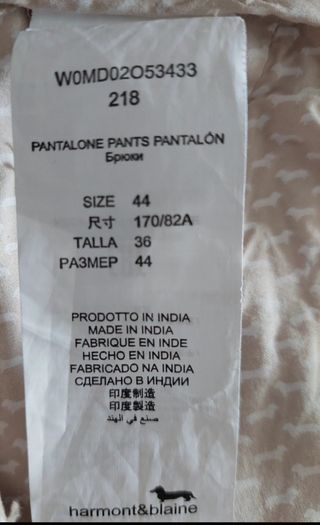 W0MD02O53433
218
PANTALONE PANTS PANTALÓN
Брюки
SIZE 44
尺寸 170/82A
TALLA 36
РАЗМЕР 44
PRODOTTO IN INDIA
MADE IN INDIA
FABRIQUE EN INDE
HECHO EN INDIA
FABRICADO NA INDIA
СДЕЛАНО В ИНДИИ
印度制造
印度製造
صنع في الهند
harmont&blaine